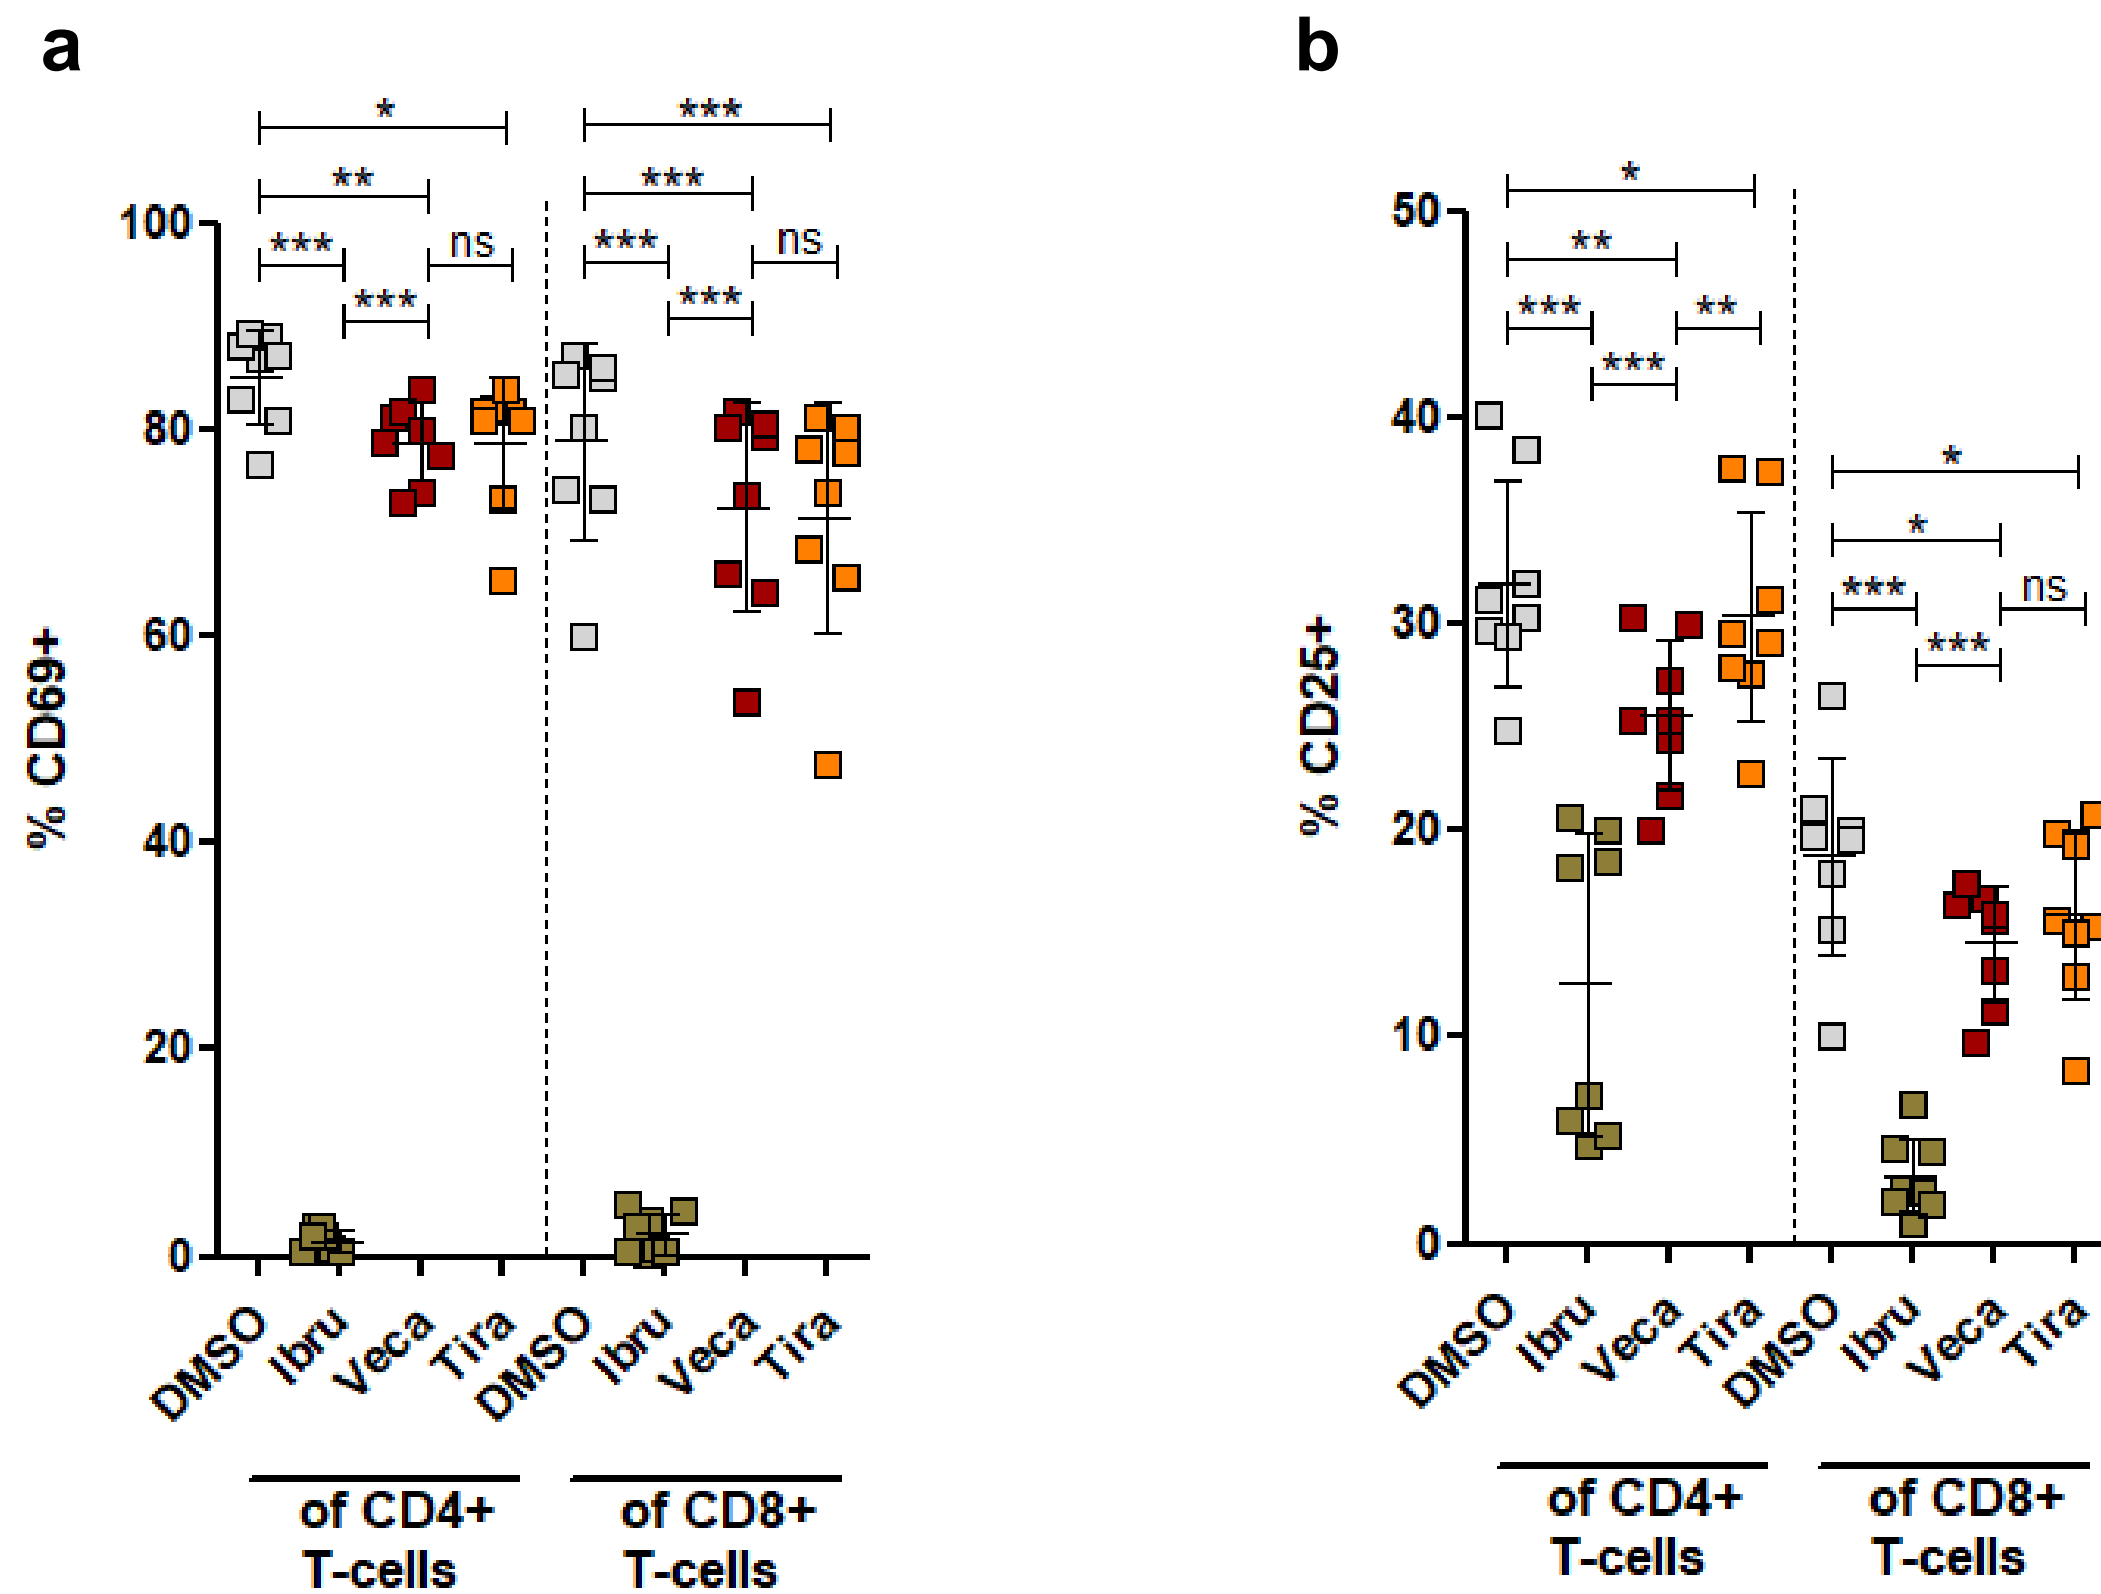 a
*
***
**
***
***
ns
***
ns
***
***
100
80
60
40
20
0
% CD69+
DMSO
Ibru
Veca
Tira
DMSO
Ibru
Veca
Tira
of CD4+
T-cells
of CD8+
T-cells
b
*
**
***
**
***
*
*
***
ns
***
50
40
30
20
10
0
% CD25+
DMSO
Ibru
Veca
Tira
DMSO
Ibru
Veca
Tira
of CD4+
T-cells
of CD8+
T-cells